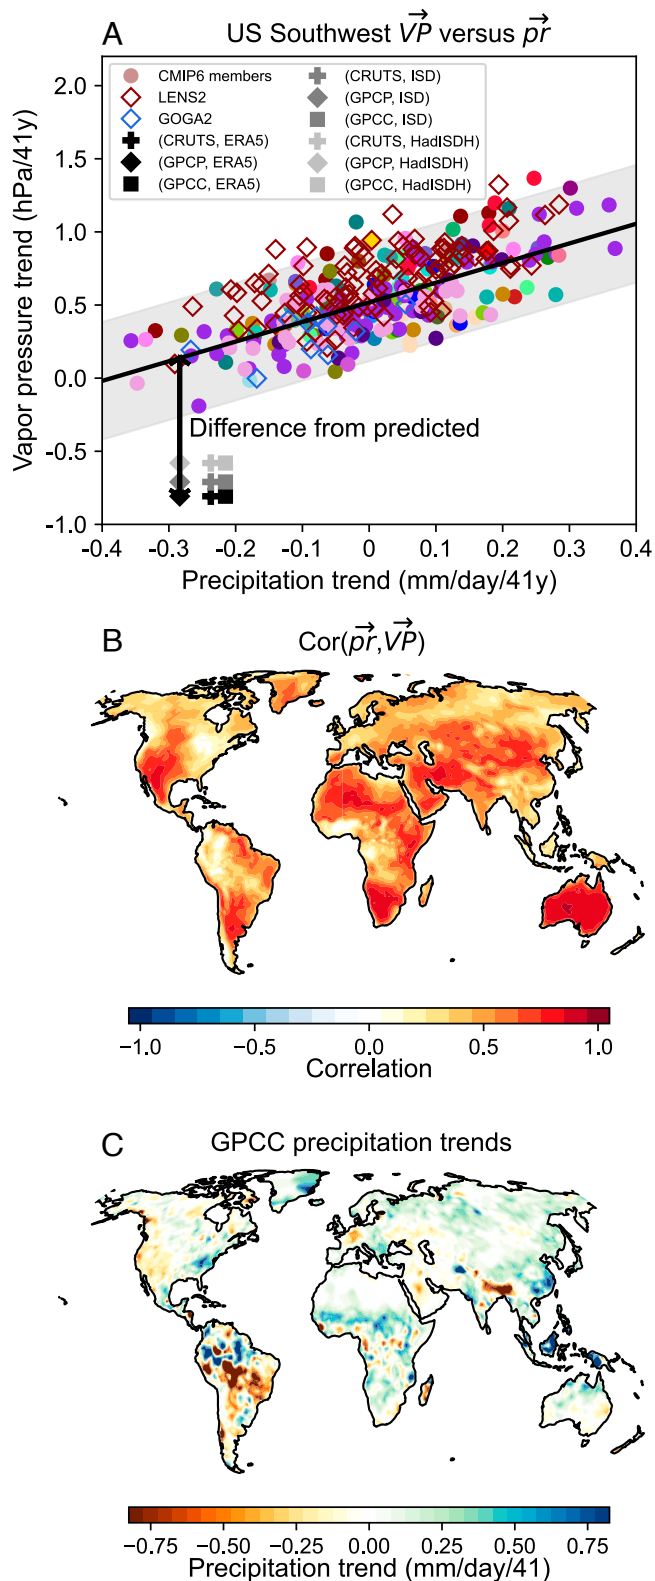 A US Southwest V⃗P⃗ versus p⃗r⃗
CMIP6 members
LENS2
GOGA2
(CRUTS, ERA5)
(GPCP, ERA5)
(GPCC, ERA5)
(CRUTS, ISD)
(GPCP, ISD)
(GPCC, ISD)
(CRUTS, HadISDH)
(GPCP, HadISDH)
(GPCC, HadISDH)
Vapor pressure trend (hPa/41y)
2.0
1.5
1.0
0.5
0.0
-0.5
-1.0
Difference from predicted
-0.4 -0.3 -0.2 -0.1 0 0.1 0.2 0.3 0.4
Precipitation trend (mm/day/41y)
B Cor(p⃗r⃗,V⃗P⃗)
−1.0 −0.5 0.0 0.5 1.0
Correlation
C GPCC precipitation trends
−0.75 −0.50 −0.25 0.00 0.25 0.50 0.75
Precipitation trend (mm/day/41)